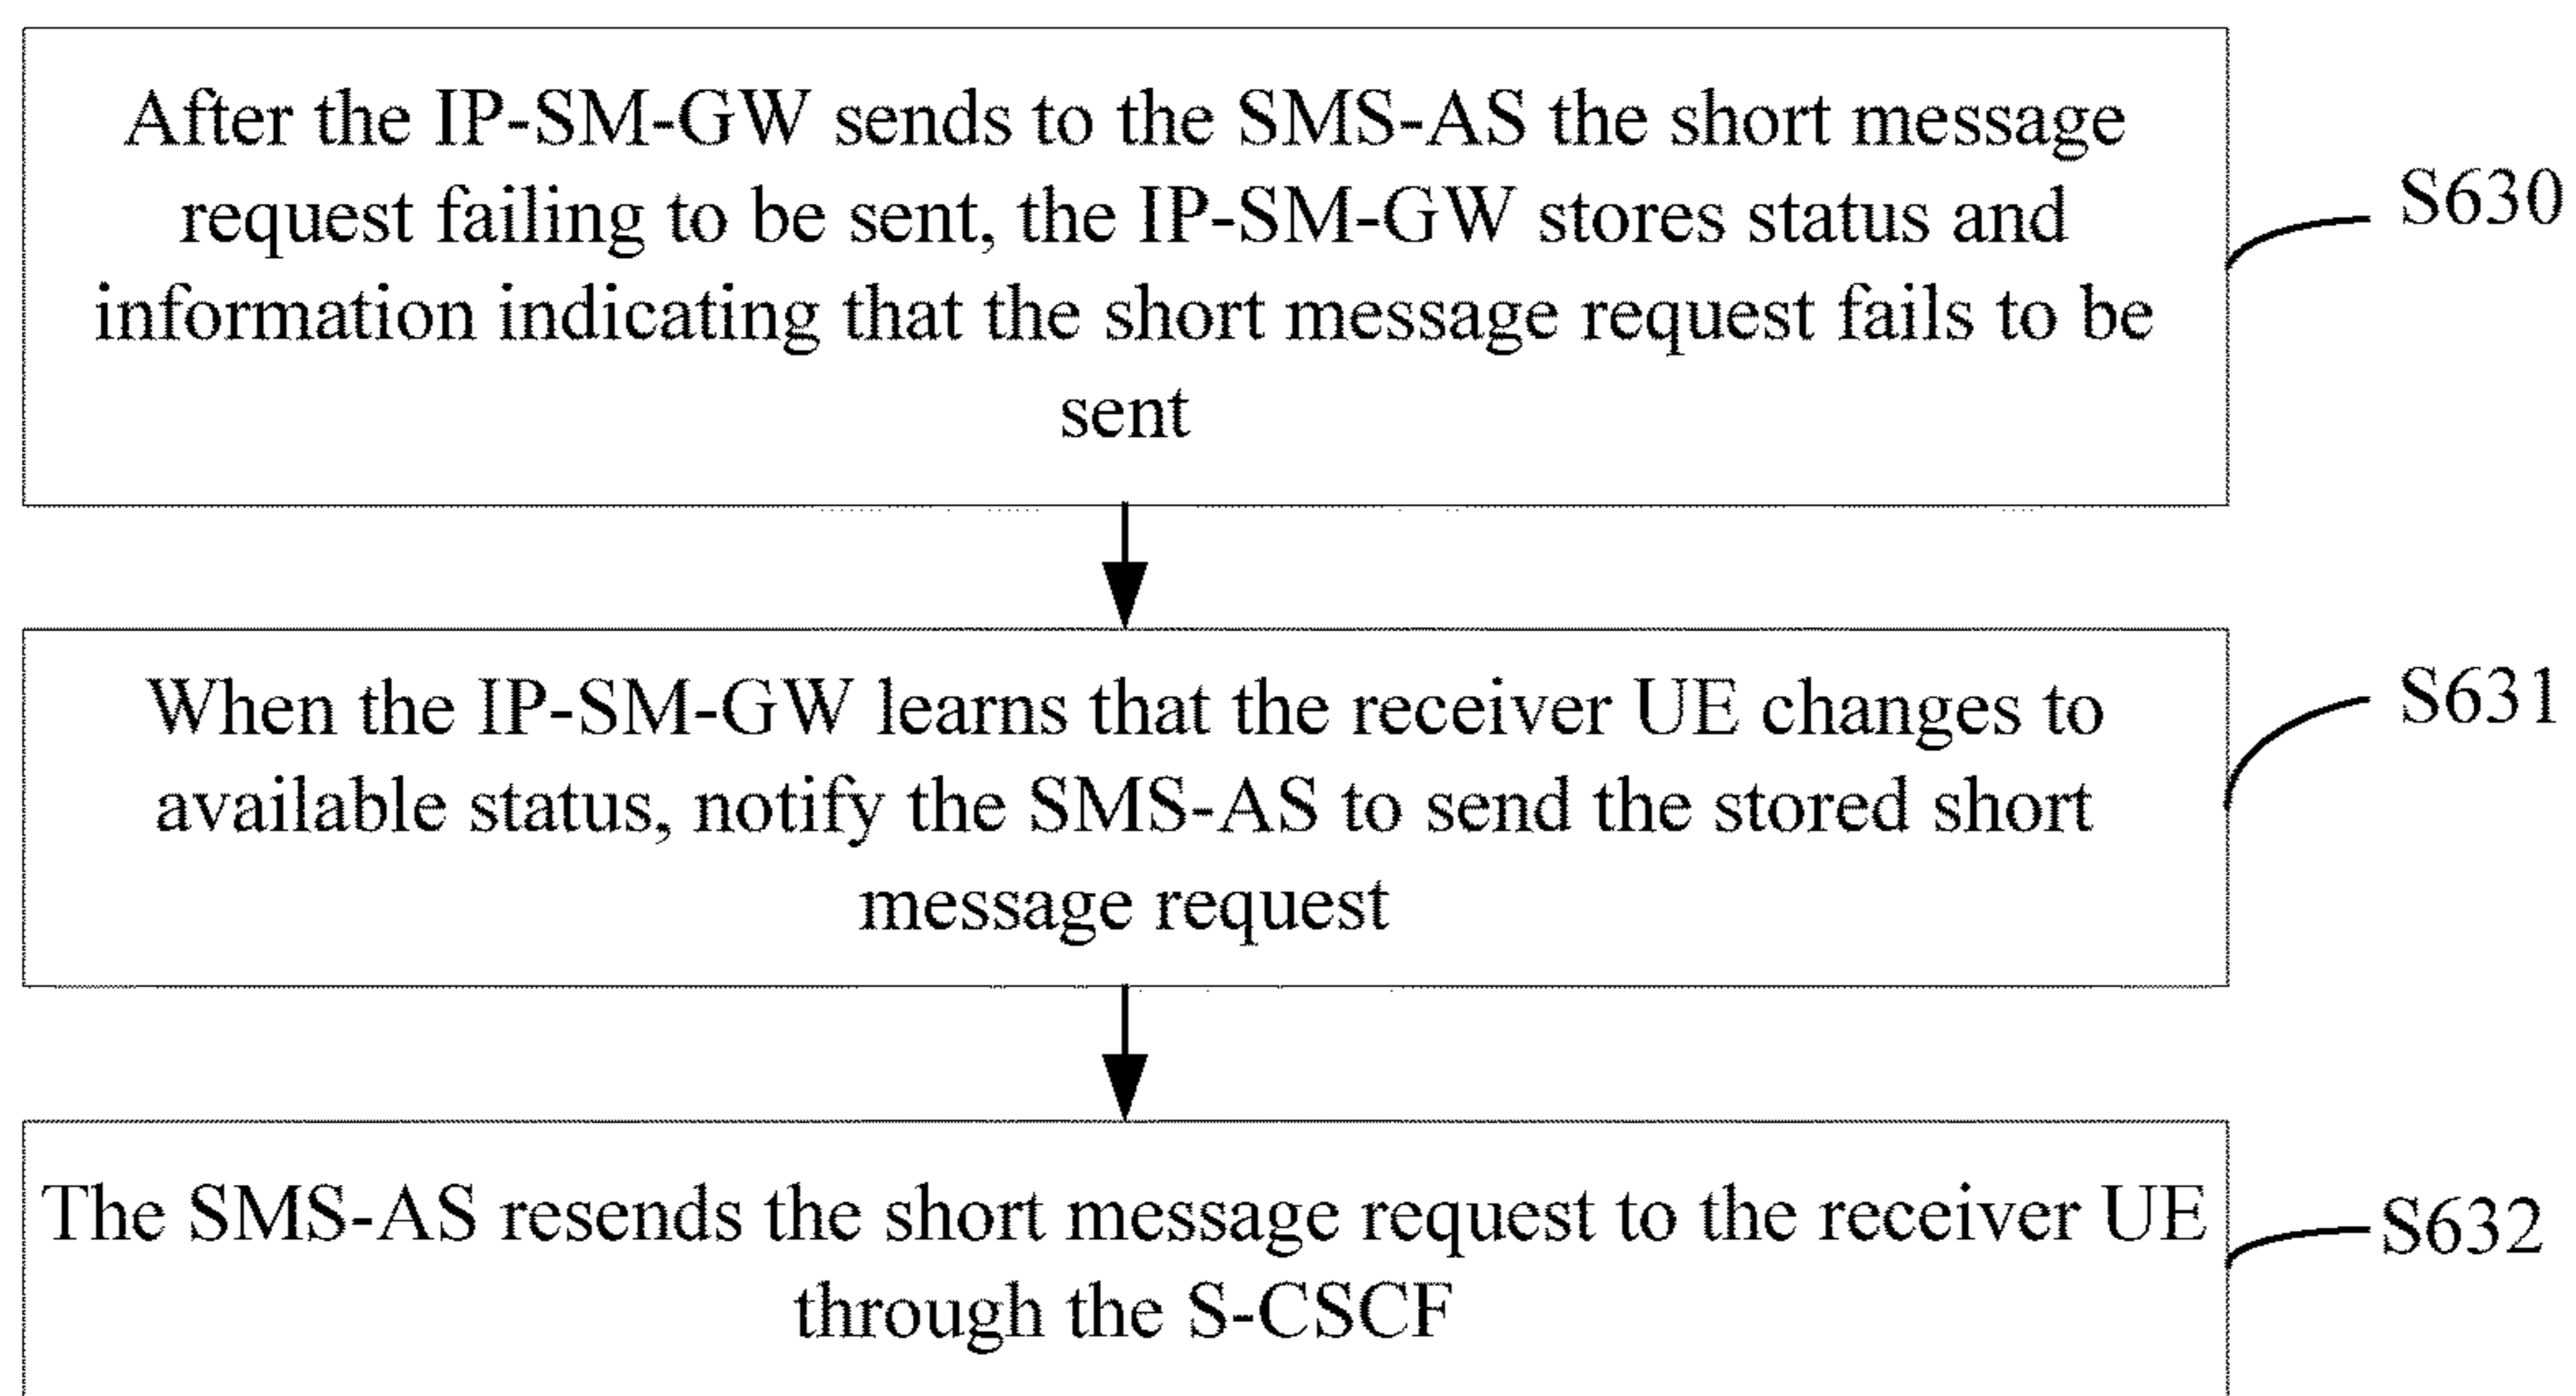 After the IP-SM-GW sends to the SMS-AS the short message
request failing to be sent, the IP-SM-GW stores status and
information indicating that the short message request fails to be
sent
S630
When the IP-SM-GW learns that the receiver UE changes to
available status, notify the SMS-AS to send the stored short
message request
S631
The SMS-AS resends the short message request to the receiver UE
through the S-CSCF
S632